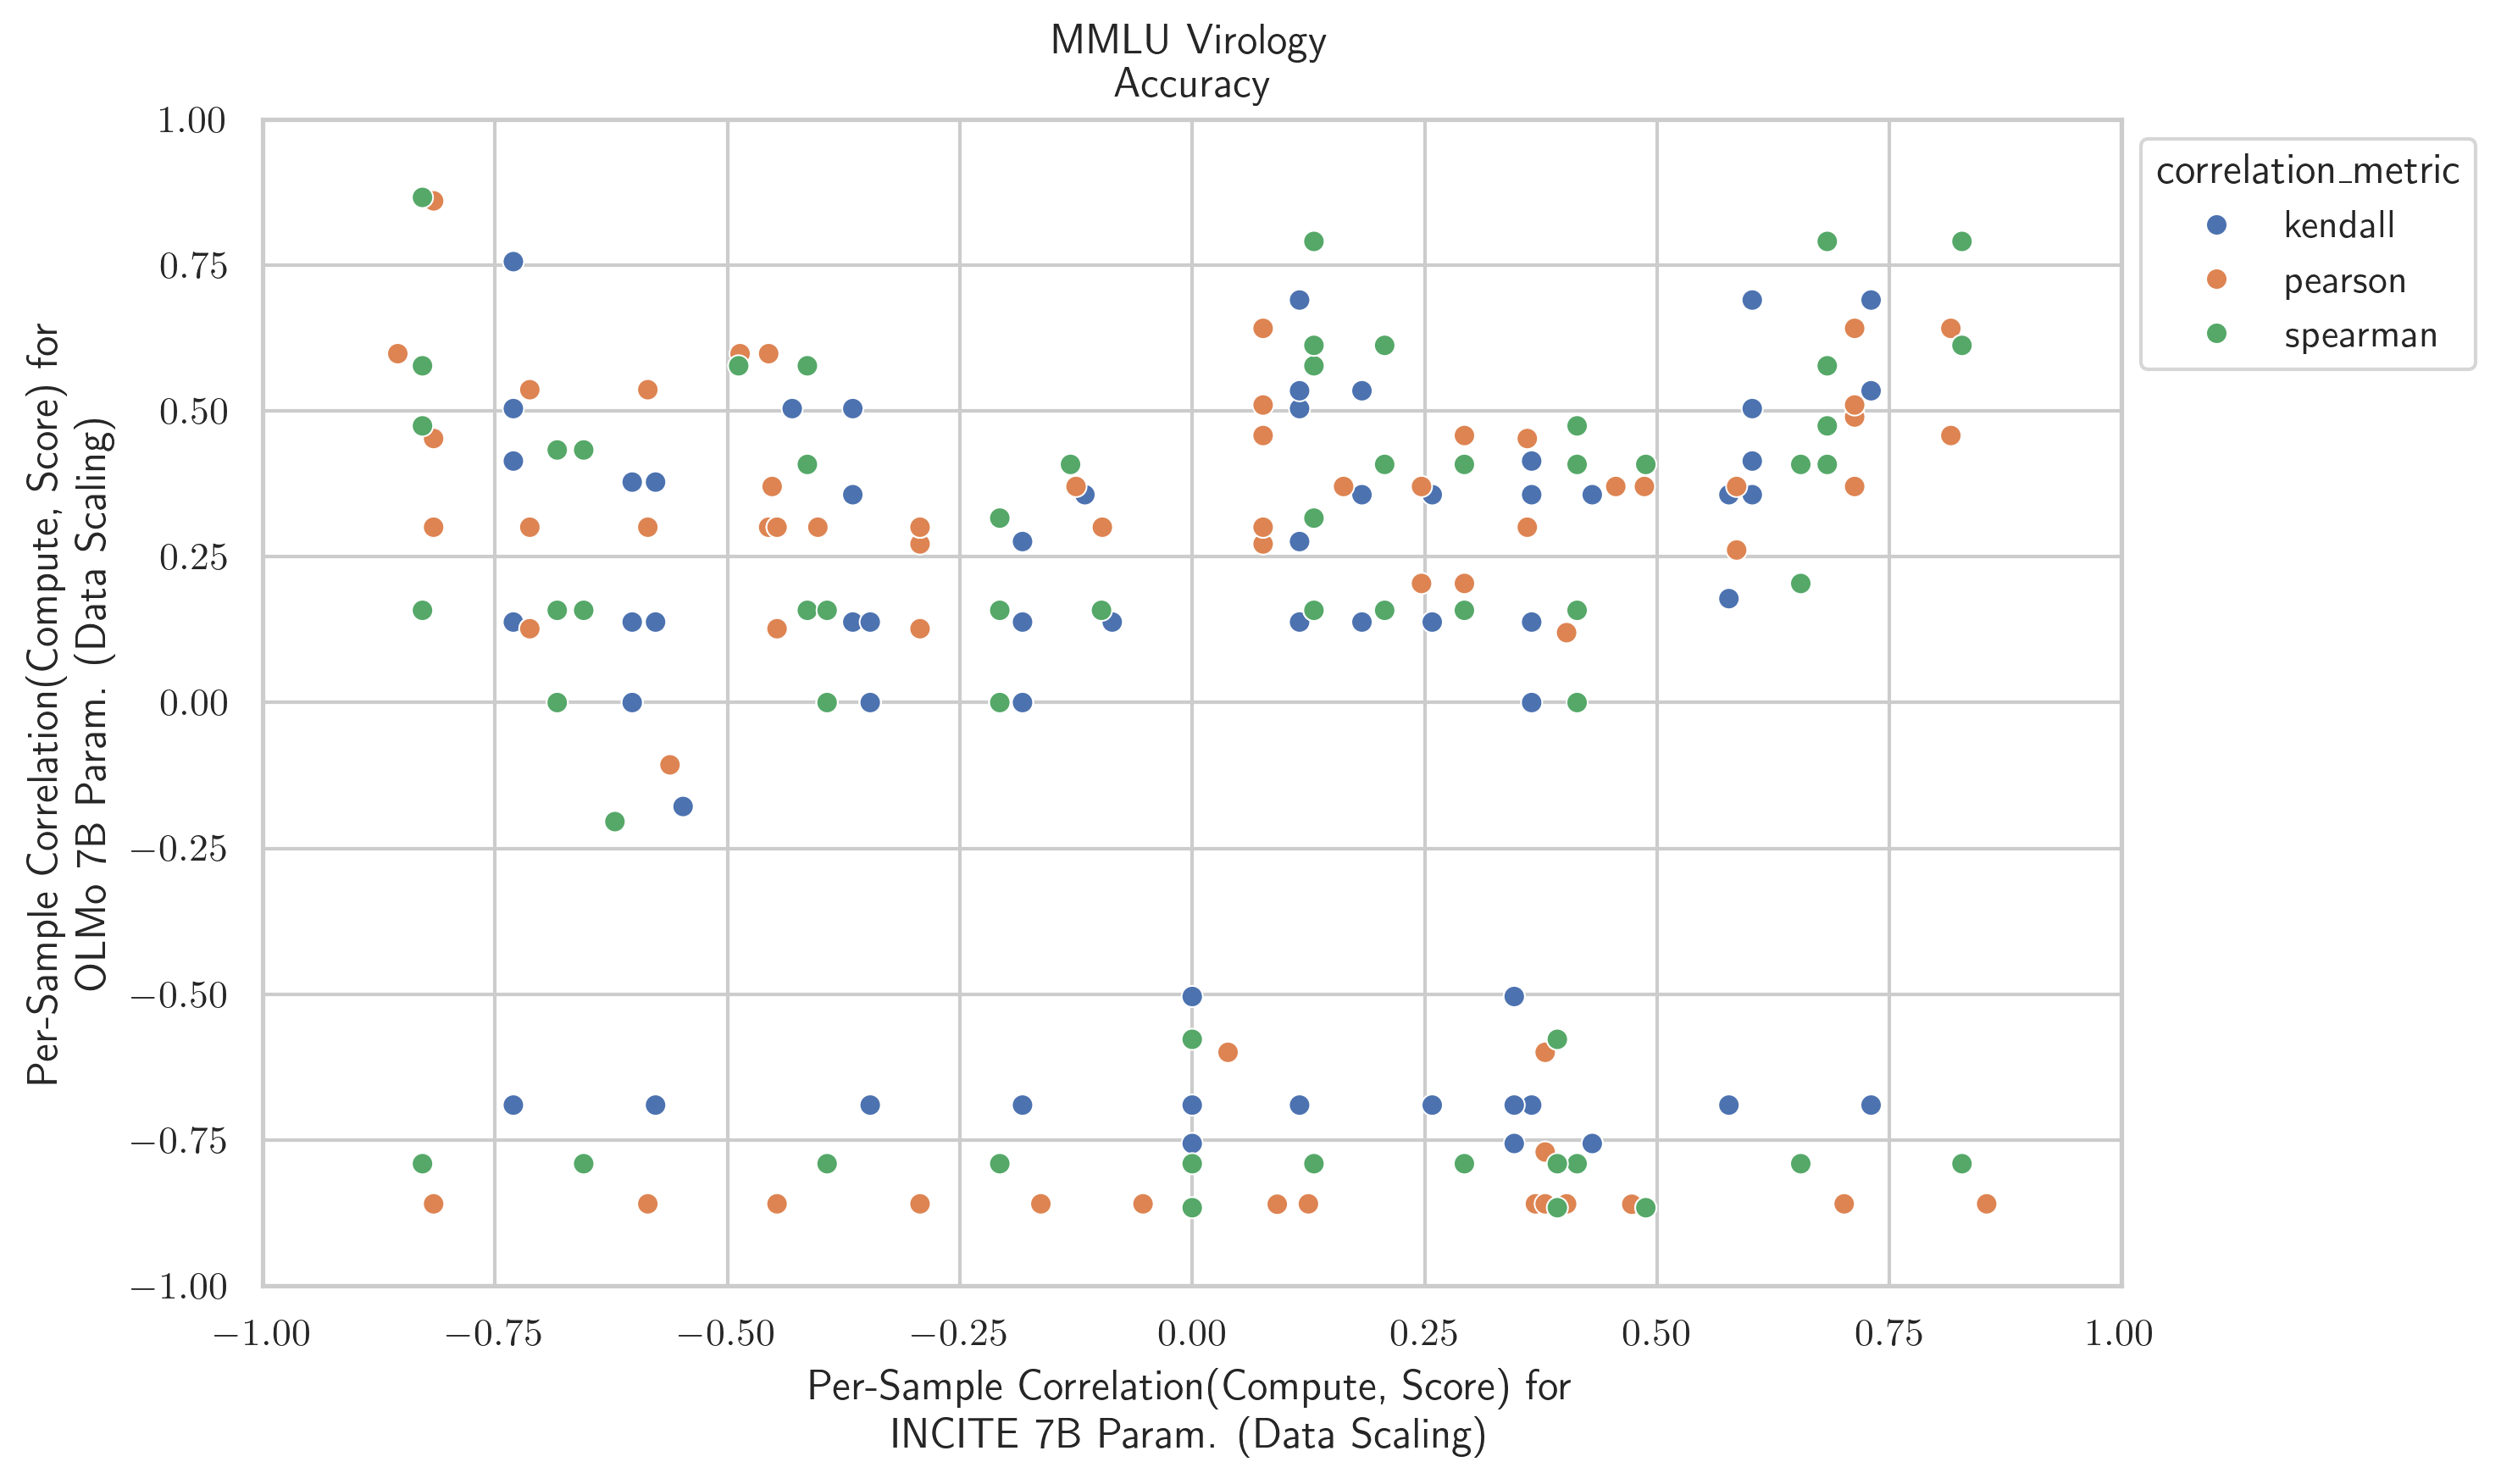 MMLU Virology
Accuracy
Per-Sample Correlation(Compute, Score) for
OLMo 7B Param. (Data Scaling)
1.00
0.75
0.50
0.25
0.00
−0.25
−0.50
−0.75
−1.00
−1.00 −0.75 −0.50 −0.25 0.00 0.25 0.50 0.75 1.00
Per-Sample Correlation(Compute, Score) for
INCITE 7B Param. (Data Scaling)
correlation_metric
kendall
pearson
spearman